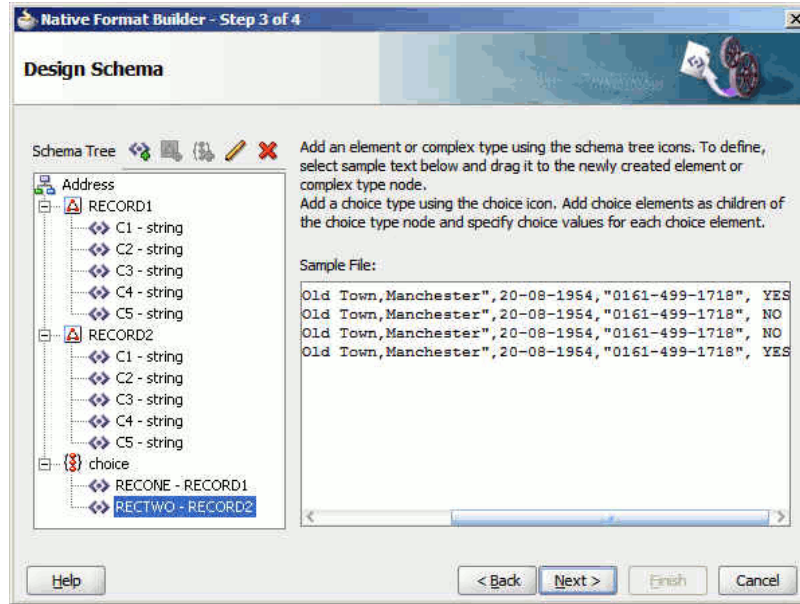 Native Format Builder - Step 3 of 4
Design Schema
Schema Tree
Address
RECORD1
C1 - string
C2 - string
C3 - string
C4 - string
C5 - string
RECORD2
C1 - string
C2 - string
C3 - string
C4 - string
C5 - string
choice
RECONE - RECORD1
RECTWO - RECORD2
Add an element or complex type using the schema tree icons. To define,
select sample text below and drag it to the newly created element or
complex type node.
Add a choice type using the choice icon. Add choice elements as children of
the choice type node and specify choice values for each choice element.
Sample File:
Old Town,Manchester",20-08-1954,"0161-499-1718", YES
Old Town,Manchester",20-08-1954,"0161-499-1718", NO
Old Town,Manchester",20-08-1954,"0161-499-1718", NO
Old Town,Manchester",20-08-1954,"0161-499-1718", YES
Help
< Back
Next >
Finish
Cancel